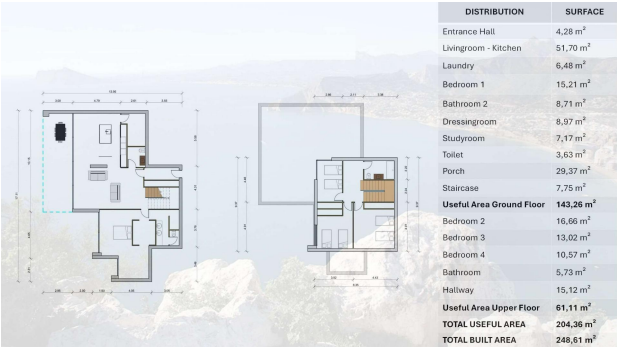 DISTRIBUTION SURFACE
Entrance Hall 4,28 m²
Livingroom - Kitchen 51,70 m²
Laundry 6,48 m²
Bedroom 1 15,21 m²
Bathroom 2 8,71 m²
Dressingroom 8,97 m²
Studyroom 7,17 m²
Toilet 3,63 m²
Porch 29,37 m²
Staircase 7,75 m²
Useful Area Ground Floor 143,26 m²
Bedroom 2 16,66 m²
Bedroom 3 13,02 m²
Bedroom 4 10,57 m²
Bathroom 5,73 m²
Hallway 15,12 m²
Useful Area Upper Floor 61,11 m²
TOTAL USEFUL AREA 204,36 m²
TOTAL BUILT AREA 248,61 m²